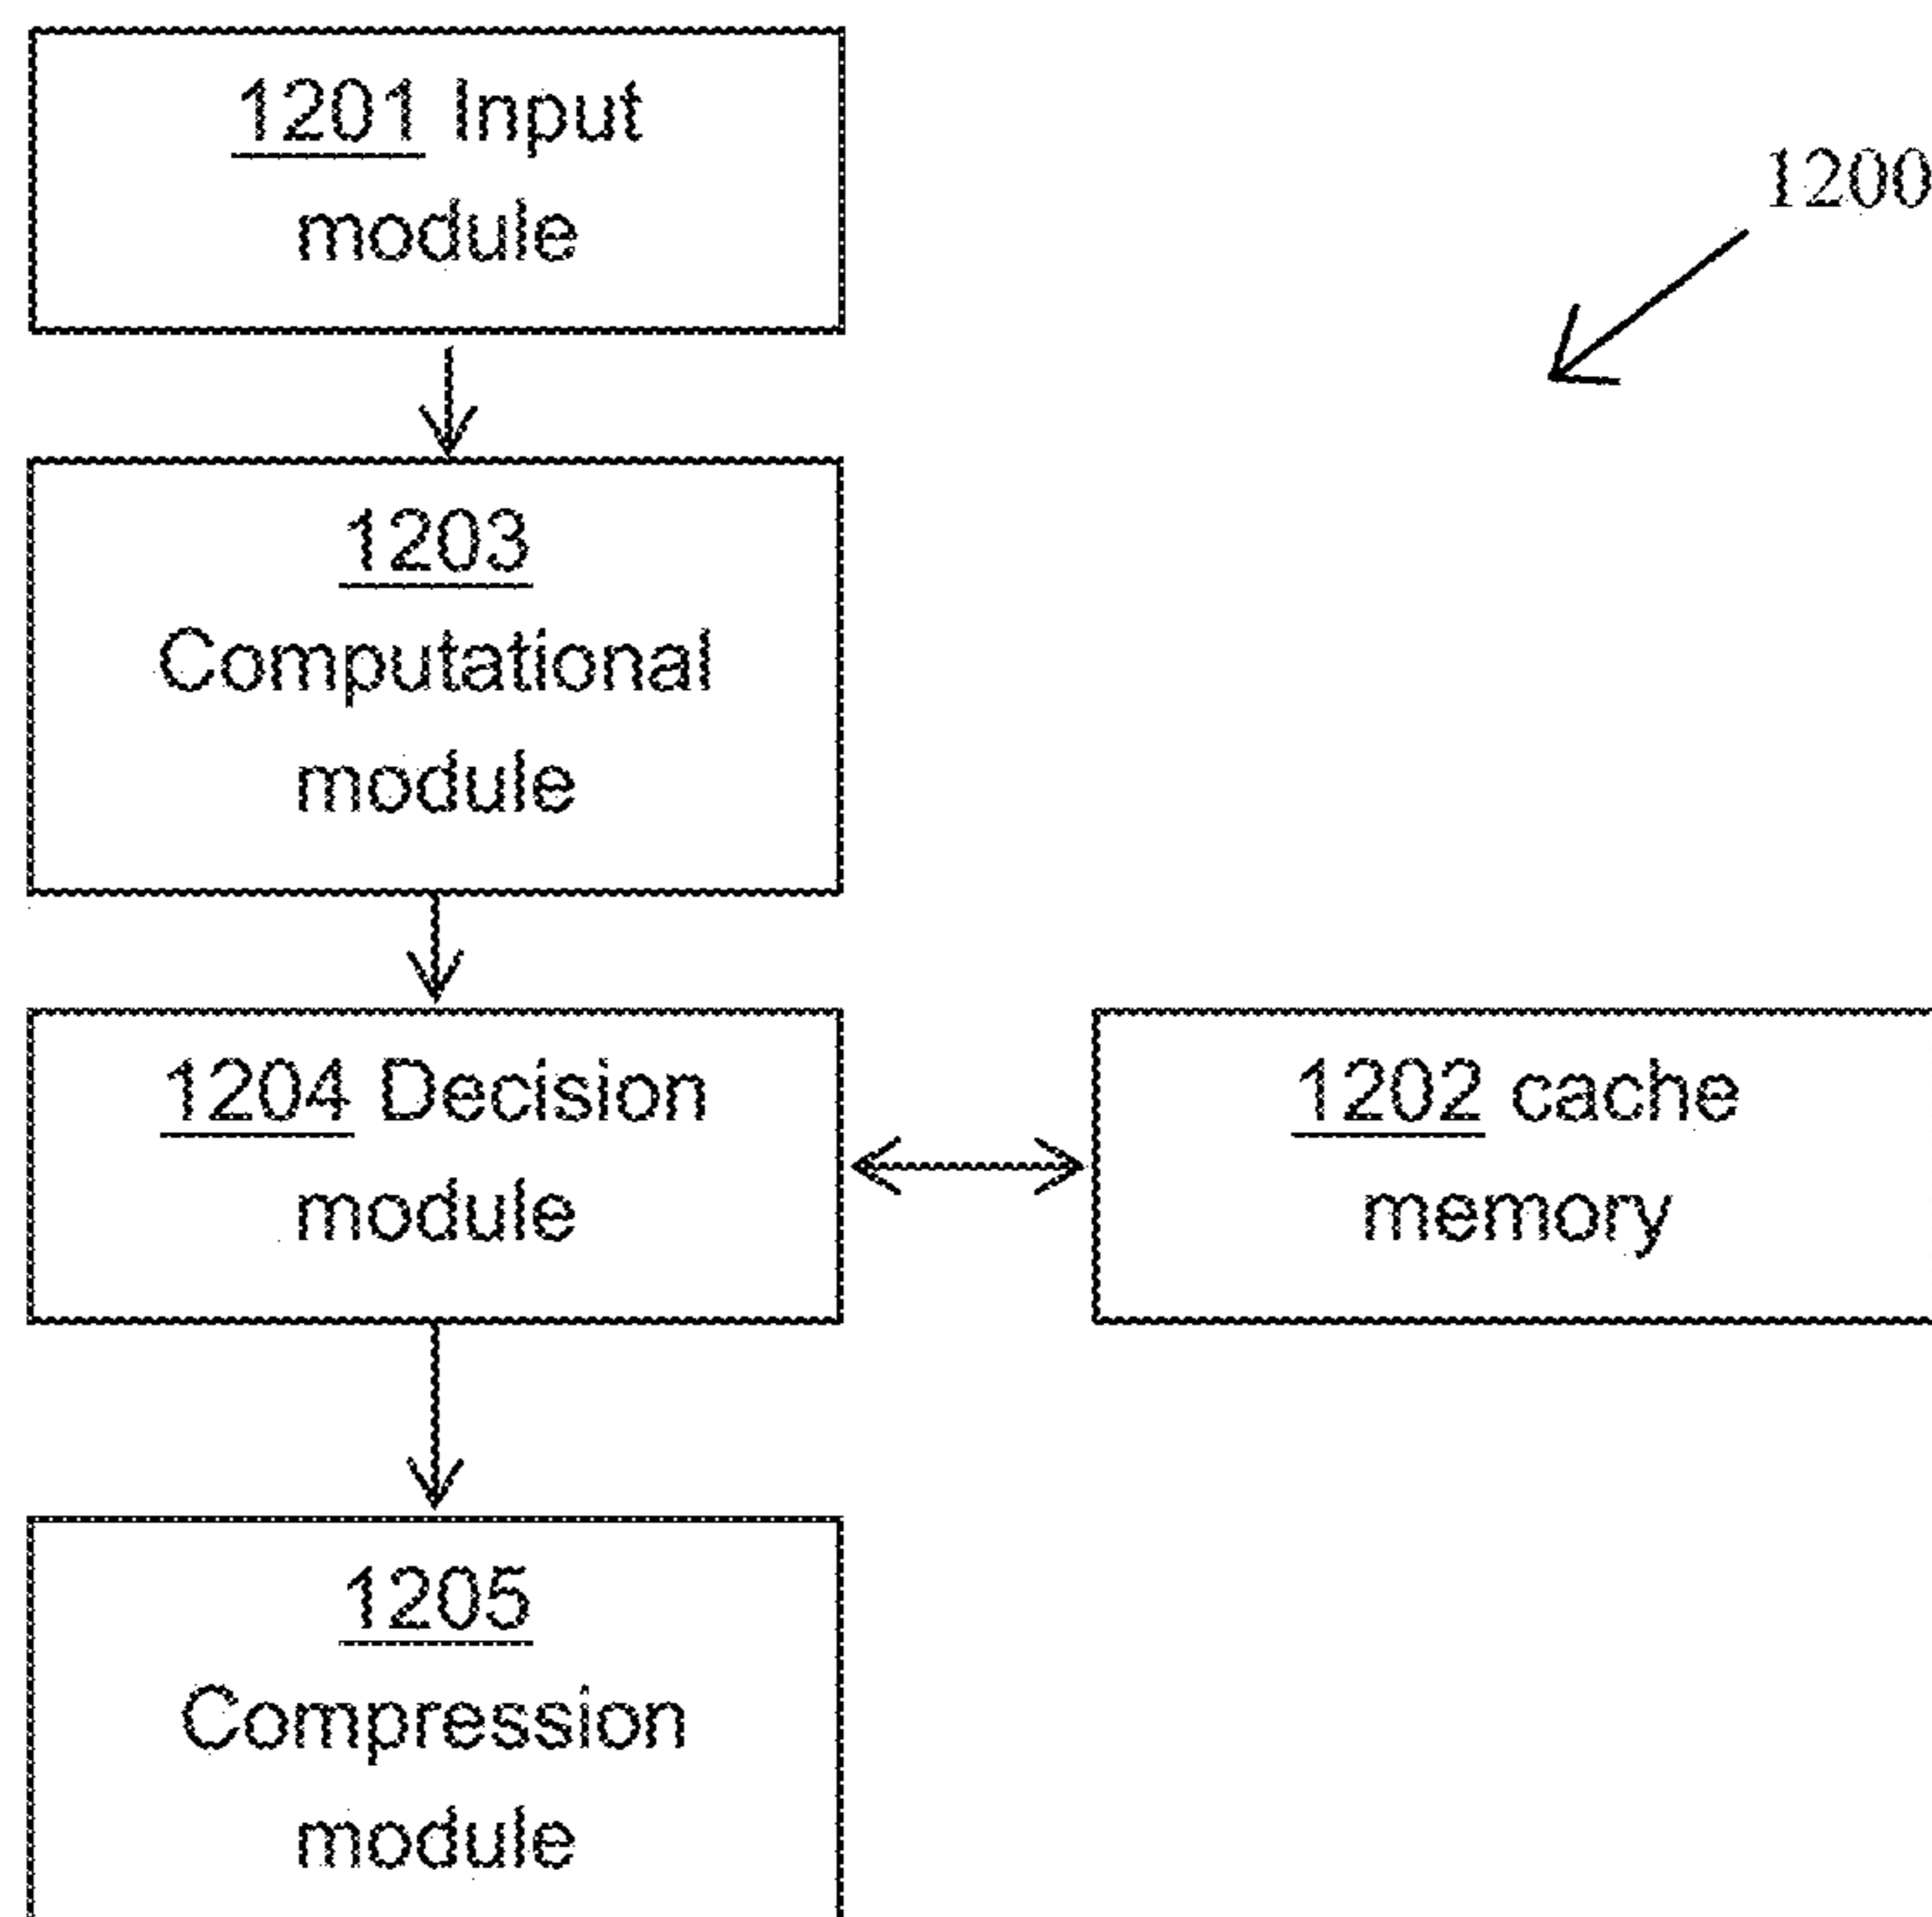 1201 Input
module
1200
1203
Computational
module
1204 Decision
module
1202 cache
memory
1205
Compression
module